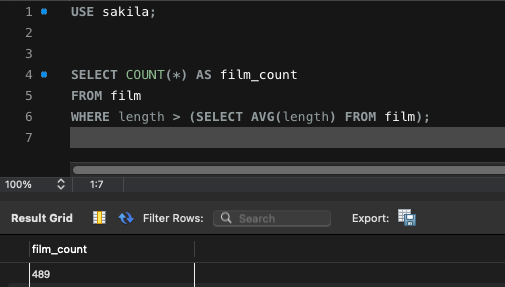 1 USE sakila;
2
3
4 SELECT COUNT(*) AS film_count
5 FROM film
6 WHERE length > (SELECT AVG(length) FROM film);
7
100% 1:7
Result Grid Filter Rows: Search Export:
film_count
489